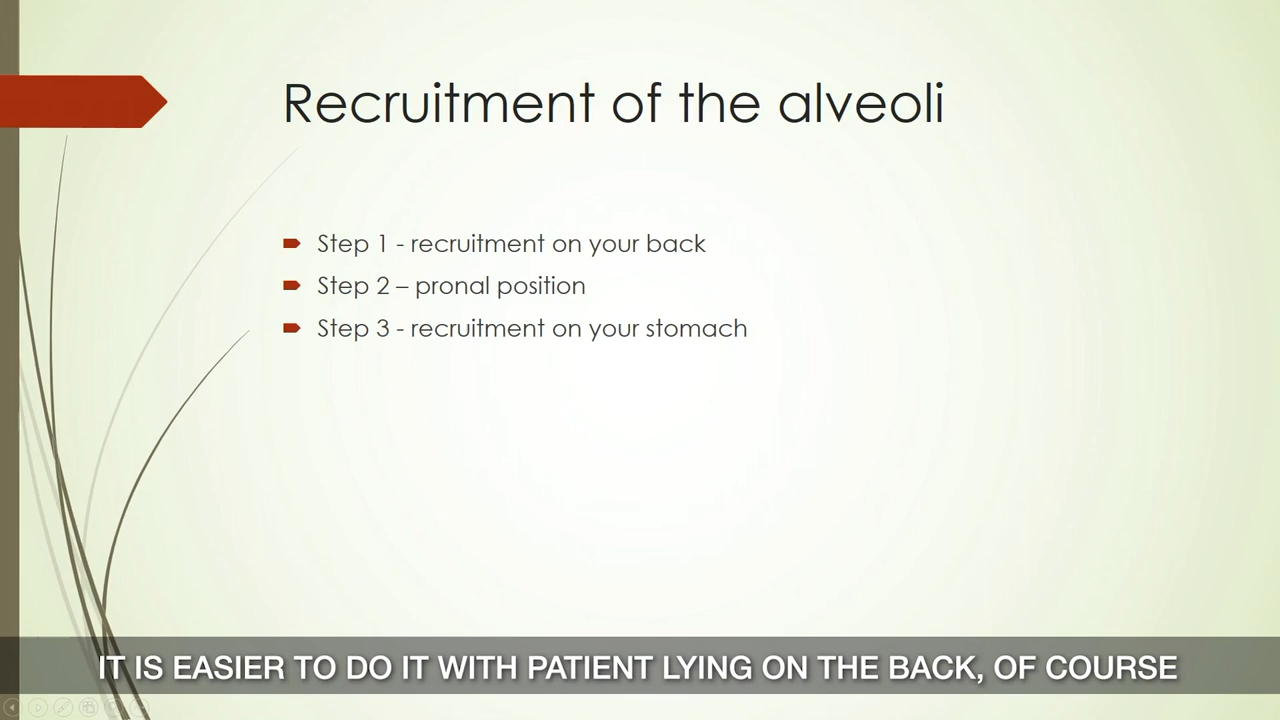 Recruitment of the alveoli
Step 1 - recruitment on your back
Step 2 – pronal position
Step 3 - recruitment on your stomach
IT IS EASIER TO DO IT WITH PATIENT LYING ON THE BACK, OF COURSE